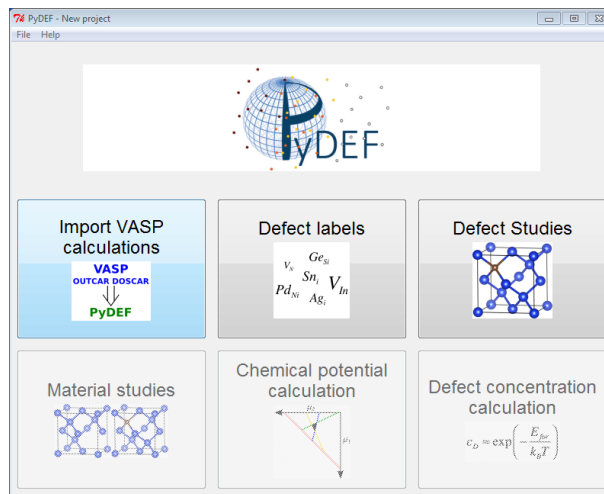 PyDEF - New project
File Help
PyDEF
Import VASP
calculations
VASP
OUTCAR DOSCAR
PyDEF
Defect labels
V_N Ge_Si
Sn_i
Pd_Ni V_In
Ag_i
Defect Studies
Material studies
Chemical potential
calculation
μ₂
μ₁
Defect concentration
calculation
c_D ≈ exp(−E_for/k_BT)